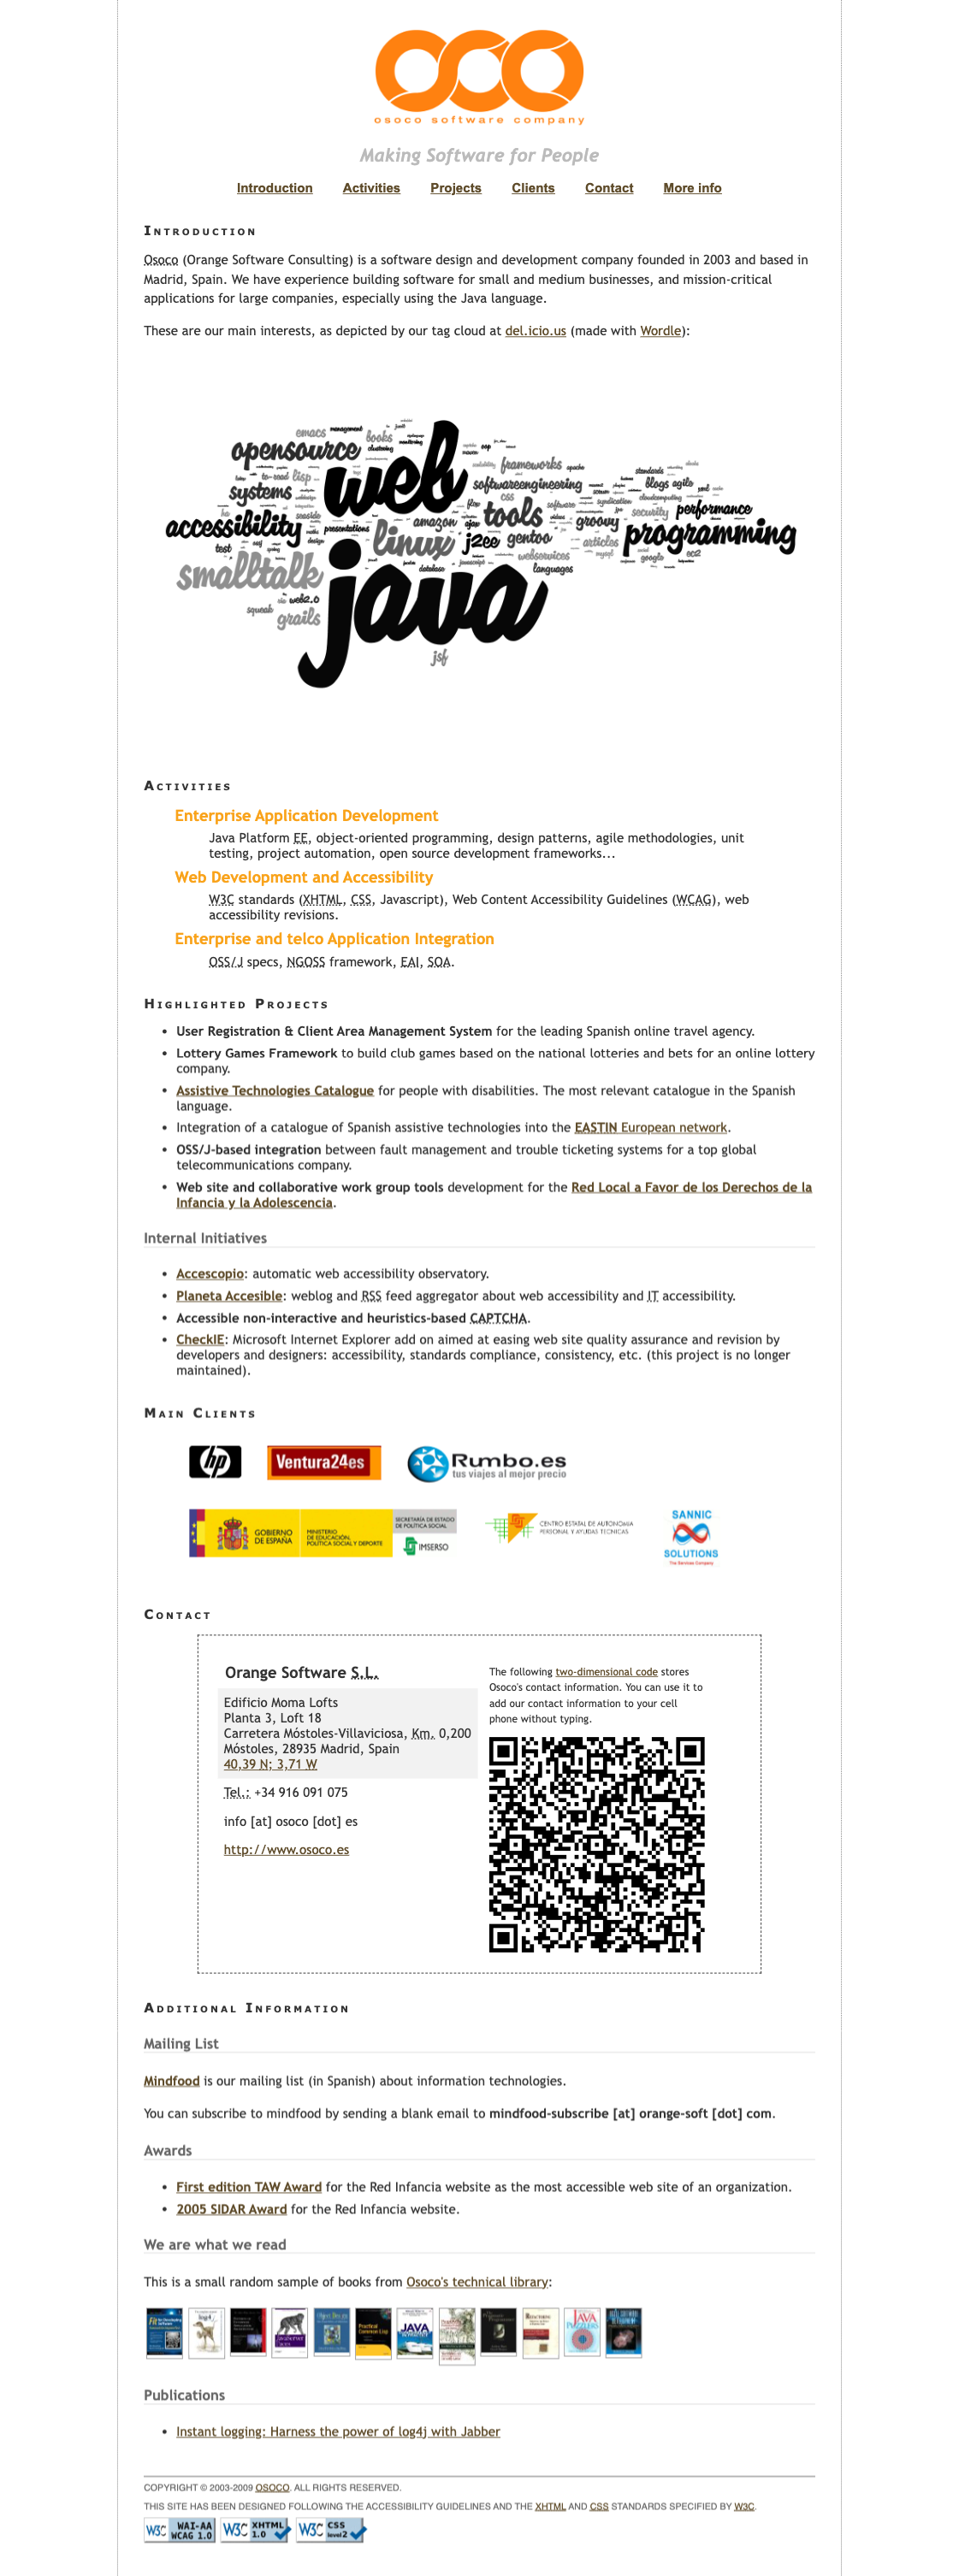 osoco software company
Making Software for People
Introduction Activities Projects Clients Contact More info
Introduction
Osoco (Orange Software Consulting) is a software design and development company founded in 2003 and based in
Madrid, Spain. We have experience building software for small and medium businesses, and mission-critical
applications for large companies, especially using the Java language.
These are our main interests, as depicted by our tag cloud at del.icio.us (made with Wordle):
emacs management books
opensource web frameworks
to-read lisp softwareengineering standards blogs agile
systems css software security performance
accessibility presentations amazon ajax tools groovy programming
test linux j2ee gentoo articles
smalltalk webservices google ec2
java database javascript languages
web2.0
squeak grails
jsf
Activities
Enterprise Application Development
Java Platform EE, object-oriented programming, design patterns, agile methodologies, unit
testing, project automation, open source development frameworks...
Web Development and Accessibility
W3C standards (XHTML, CSS, Javascript), Web Content Accessibility Guidelines (WCAG), web
accessibility revisions.
Enterprise and telco Application Integration
OSS/J specs, NGOSS framework, EAI, SOA.
Highlighted Projects
• User Registration & Client Area Management System for the leading Spanish online travel agency.
• Lottery Games Framework to build club games based on the national lotteries and bets for an online lottery
company.
• Assistive Technologies Catalogue for people with disabilities. The most relevant catalogue in the Spanish
language.
• Integration of a catalogue of Spanish assistive technologies into the EASTIN European network.
• OSS/J-based integration between fault management and trouble ticketing systems for a top global
telecommunications company.
• Web site and collaborative work group tools development for the Red Local a Favor de los Derechos de la
Infancia y la Adolescencia.
Internal Initiatives
• Accescopio: automatic web accessibility observatory.
• Planeta Accesible: weblog and RSS feed aggregator about web accessibility and IT accessibility.
• Accessible non-interactive and heuristics-based CAPTCHA.
• CheckIE: Microsoft Internet Explorer add on aimed at easing web site quality assurance and revision by
developers and designers: accessibility, standards compliance, consistency, etc. (this project is no longer
maintained).
Main Clients
hp Ventura24es Rumbo.es
tus viajes al mejor precio
GOBIERNO
DE ESPAÑA
MINISTERIO
DE EDUCACIÓN,
POLÍTICA SOCIAL Y DEPORTE
SECRETARÍA DE ESTADO
DE POLÍTICA SOCIAL
IMSERSO
CENTRO ESTATAL DE AUTONOMÍA
PERSONAL Y AYUDAS TÉCNICAS
SANNIC
SOLUTIONS
The Services Company
Contact
Orange Software S.L.
Edificio Moma Lofts
Planta 3, Loft 18
Carretera Móstoles-Villaviciosa, Km. 0,200
Móstoles, 28935 Madrid, Spain
40,39 N; 3,71 W
Tel.: +34 916 091 075
info [at] osoco [dot] es
http://www.osoco.es
The following two-dimensional code stores
Osoco's contact information. You can use it to
add our contact information to your cell
phone without typing.
Additional Information
Mailing List
Mindfood is our mailing list (in Spanish) about information technologies.
You can subscribe to mindfood by sending a blank email to mindfood-subscribe [at] orange-soft [dot] com.
Awards
• First edition TAW Award for the Red Infancia website as the most accessible web site of an organization.
• 2005 SIDAR Award for the Red Infancia website.
We are what we read
This is a small random sample of books from Osoco's technical library:
Fit
log4j
Practical
Common Lisp
JAVA
JAVA
PUZZLERS
Publications
• Instant logging: Harness the power of log4j with Jabber
COPYRIGHT © 2003-2009 OSOCO. ALL RIGHTS RESERVED.
THIS SITE HAS BEEN DESIGNED FOLLOWING THE ACCESSIBILITY GUIDELINES AND THE XHTML AND CSS STANDARDS SPECIFIED BY W3C.
W3C WAI-AA WCAG 1.0 W3C XHTML 1.0 W3C CSS level 2